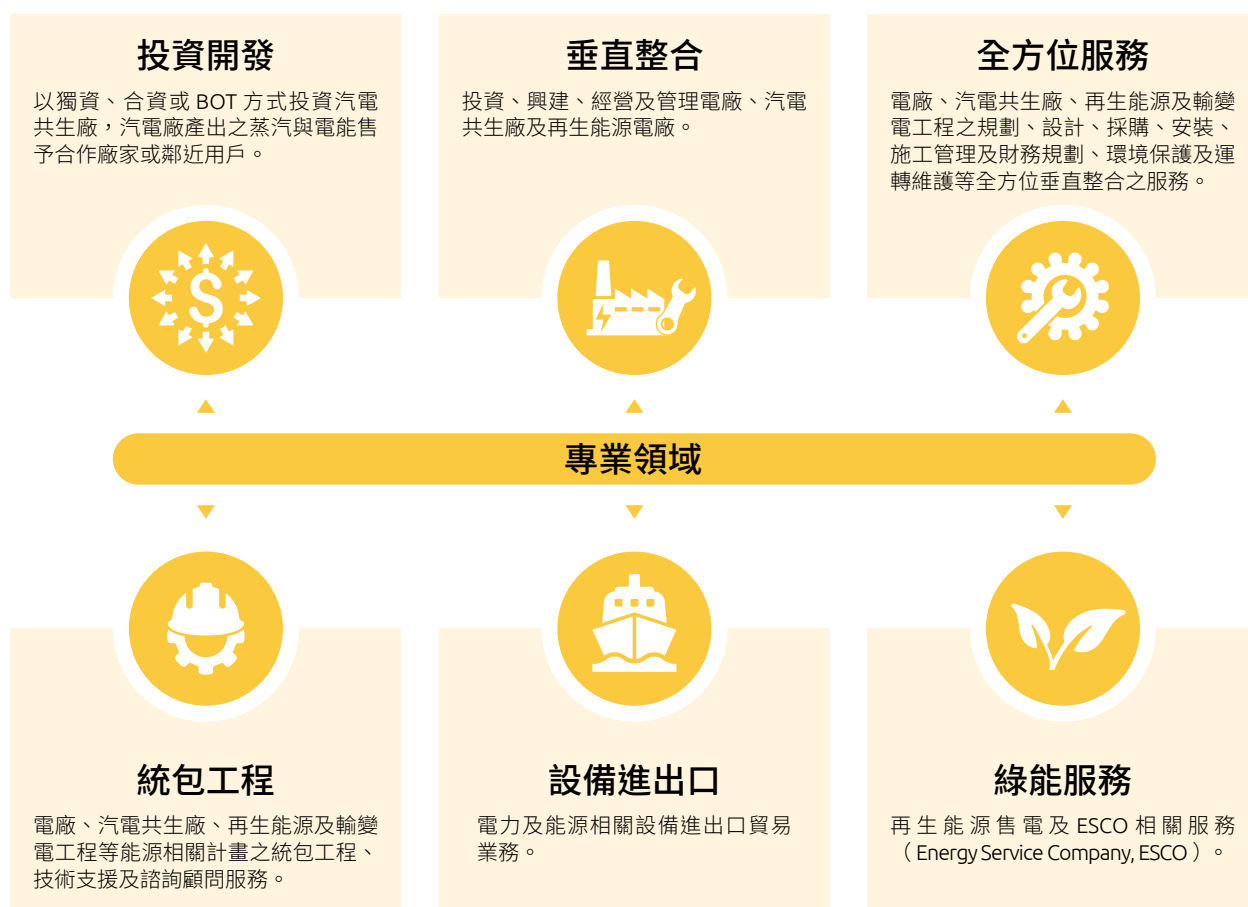 投資開發
以獨資、合資或 BOT 方式投資汽電
共生廠，汽電廠產出之蒸汽與電能售
予合作廠家或鄰近用戶。
垂直整合
投資、興建、經營及管理電廠、汽電
共生廠及再生能源電廠。
全方位服務
電廠、汽電共生廠、再生能源及輸變
電工程之規劃、設計、採購、安裝、
施工管理及財務規劃、環境保護及運
轉維護等全方位垂直整合之服務。
專業領域
統包工程
電廠、汽電共生廠、再生能源及輸變
電工程等能源相關計畫之統包工程、
技術支援及諮詢顧問服務。
設備進出口
電力及能源相關設備進出口貿易
業務。
綠能服務
再生能源售電及 ESCO 相關服務
（Energy Service Company, ESCO）。